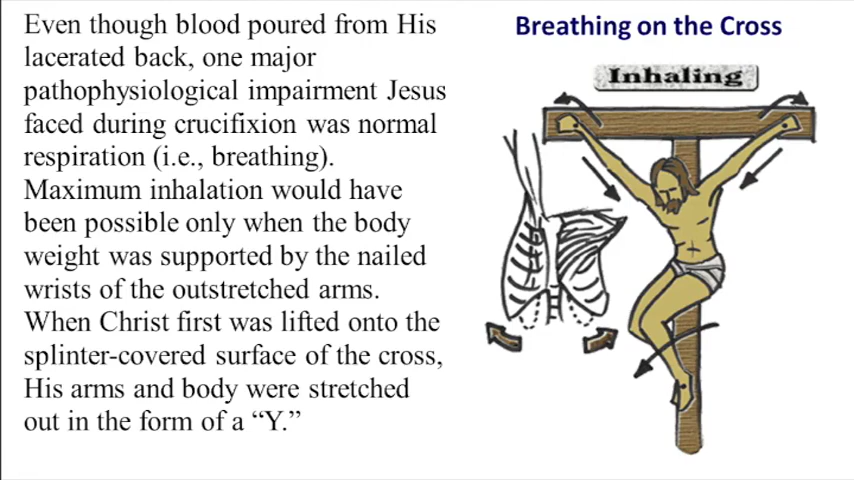 Even though blood poured from His
lacerated back, one major
pathophysiological impairment Jesus
faced during crucifixion was normal
respiration (i.e., breathing).
Maximum inhalation would have
been possible only when the body
weight was supported by the nailed
wrists of the outstretched arms.
When Christ first was lifted onto the
splinter-covered surface of the cross,
His arms and body were stretched
out in the form of a “Y.”
Breathing on the Cross
Inhaling